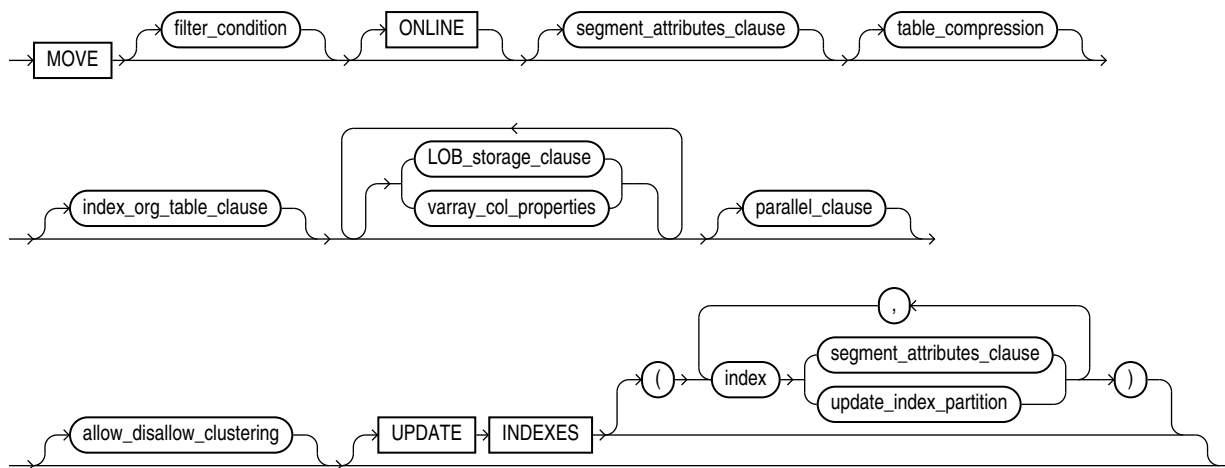 MOVE filter_condition ONLINE segment_attributes_clause table_compression
index_org_table_clause LOB_storage_clause varray_col_properties parallel_clause
allow_disallow_clustering UPDATE INDEXES ( index , segment_attributes_clause update_index_partition )